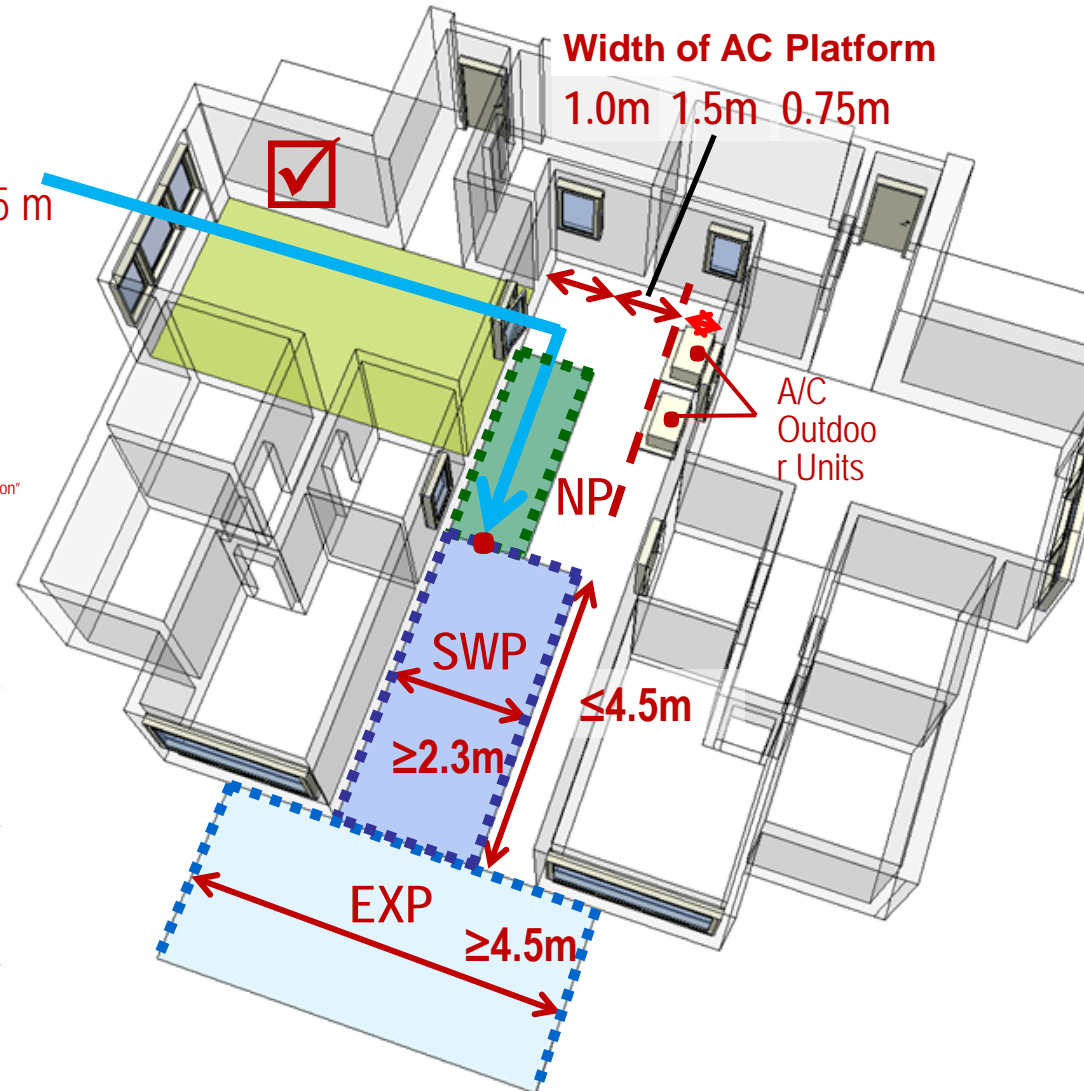 Width of AC Platform
1.0m 1.5m 0.75m
5 m
A/C
Outdoo
r Units
on"
NP
SWP
≤4.5m
≥2.3m
EXP
≥4.5m